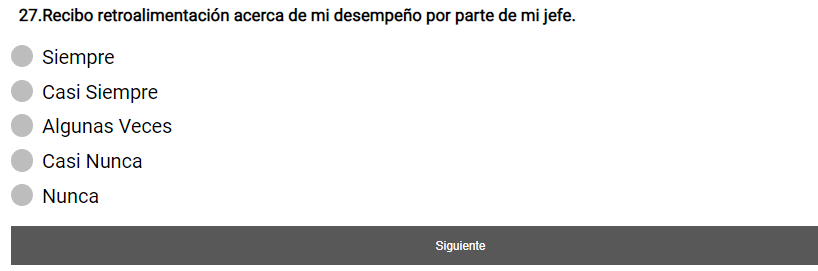 27.Recibo retroalimentación acerca de mi desempeño por parte de mi jefe.
Siempre
Casi Siempre
Algunas Veces
Casi Nunca
Nunca
Siguiente